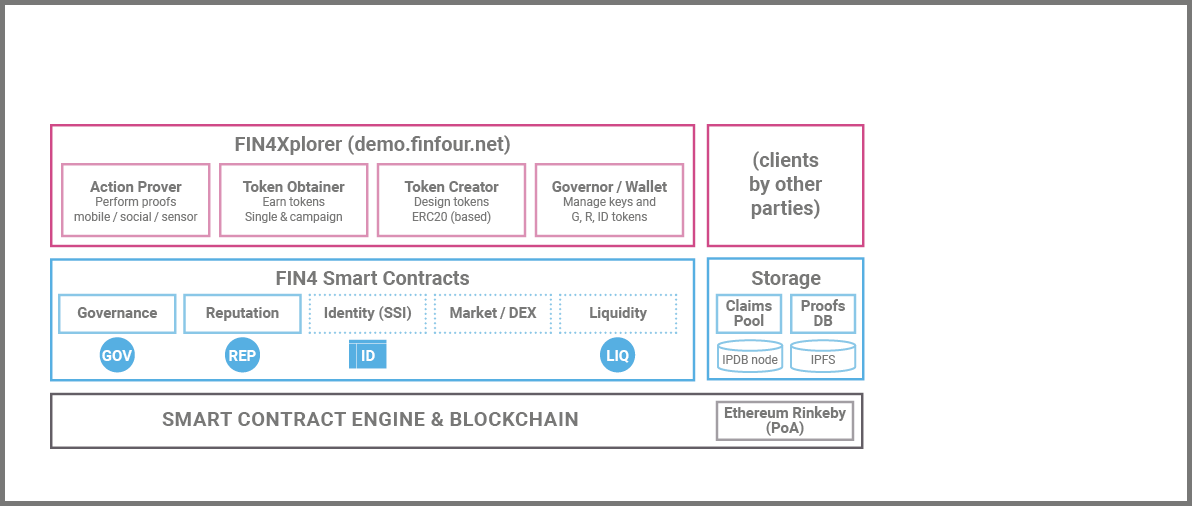 FIN4Xplorer (demo.finfour.net)
Action Prover
Perform proofs
mobile / social / sensor
Token Obtainer
Earn tokens
Single & campaign
Token Creator
Design tokens
ERC20 (based)
Governor / Wallet
Manage keys and
G, R, ID tokens
(clients
by other
parties)
FIN4 Smart Contracts
Governance
Reputation
Identity (SSI)
Market / DEX
Liquidity
GOV
REP
ID
LIQ
Storage
Claims
Pool
Proofs
DB
IPDB node
IPFS
SMART CONTRACT ENGINE & BLOCKCHAIN
Ethereum Rinkeby
(PoA)